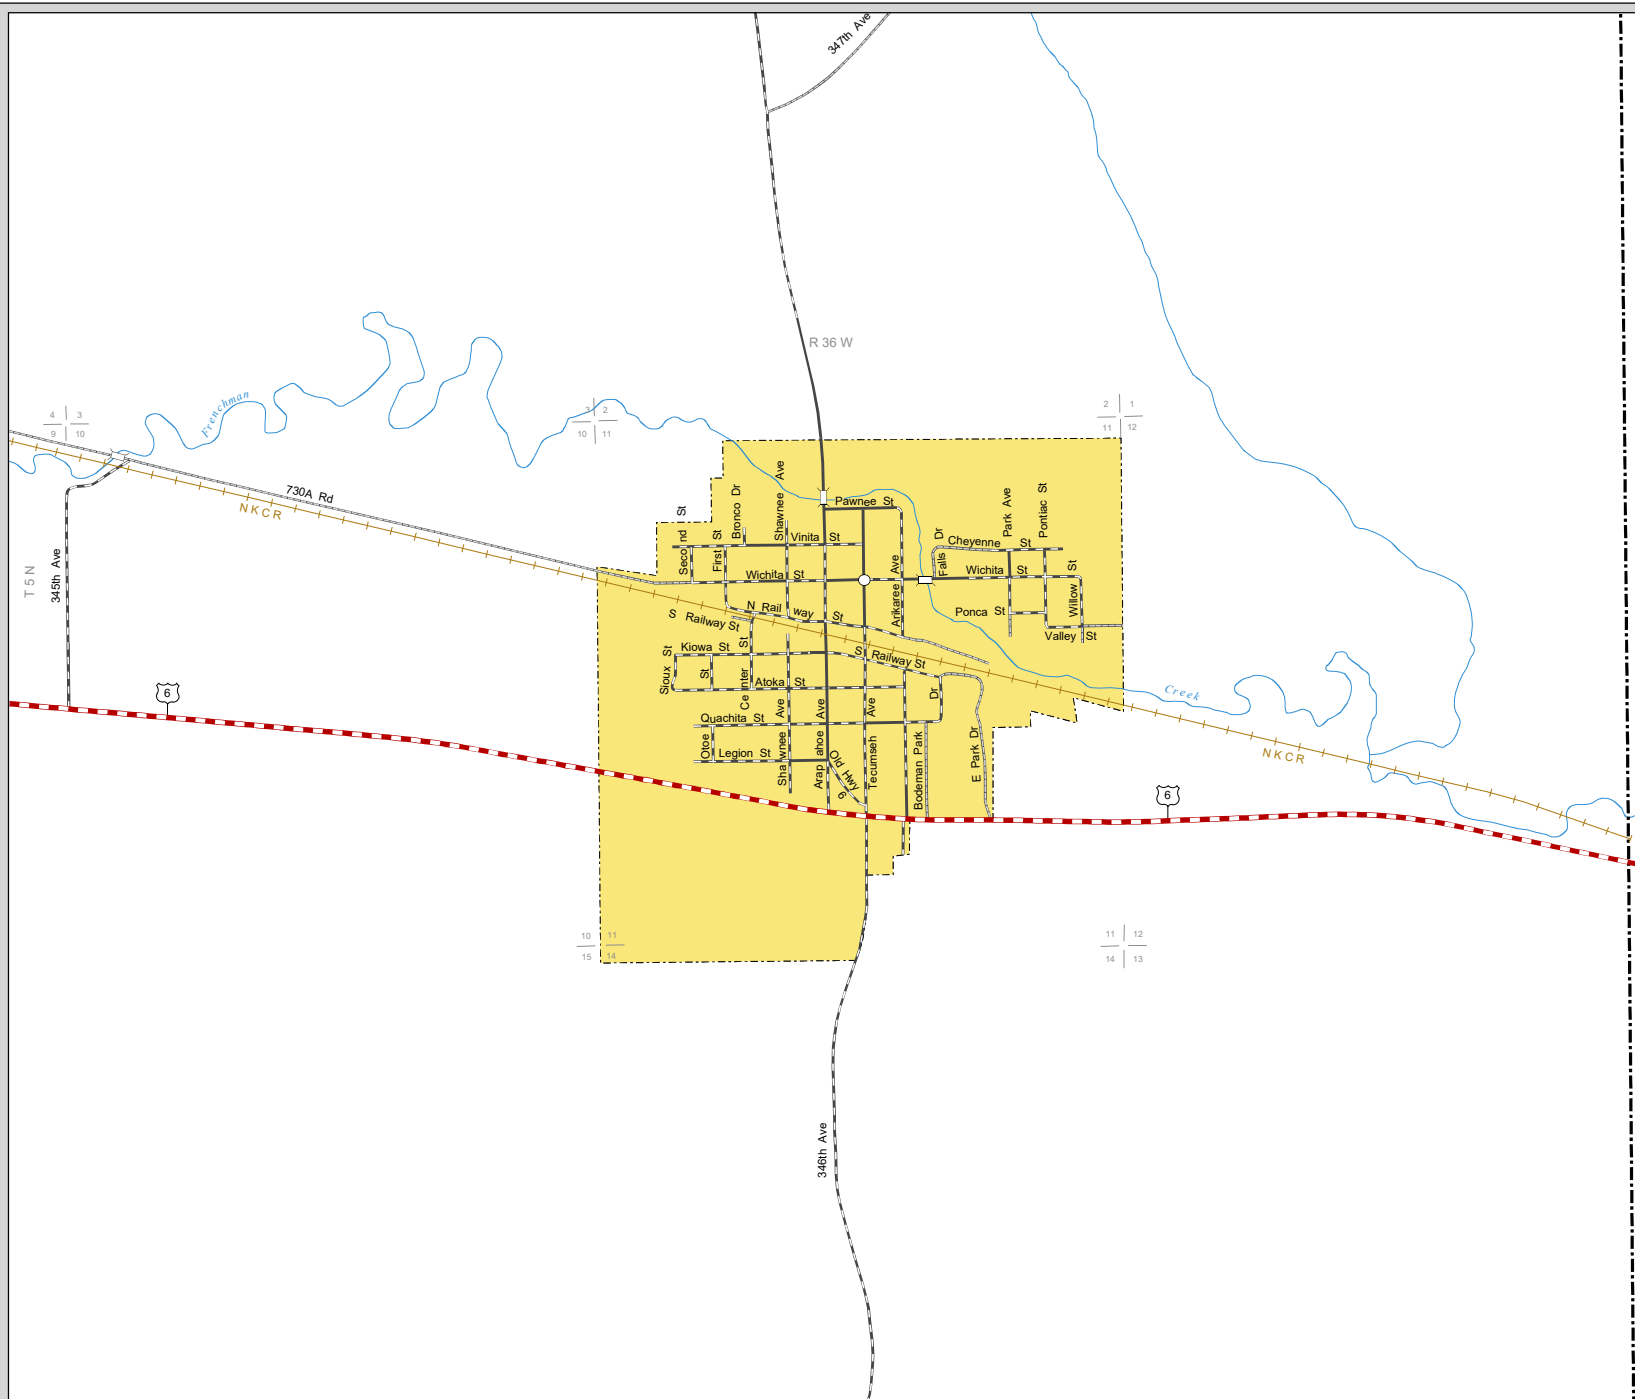 347th Ave
R 36 W
Frenchman
4 3
9 10
3 2
10 11
2 1
11 12
730A Rd
NKCR
T 5 N
345th Ave
6
Second St
First St
Bronco Dr
Shawnee Ave
Pawnee St
Vinita St
Wichita St
Arikaree Ave
Falls Dr
Cheyenne St
Park Ave
Pontiac St
Wichita St
Willow St
Ponca St
Valley St
N Railway St
S Railway St
S Railway St
Sioux St
Kiowa St
Center St
Atoka St
Quachita St
Otoe St
Legion St
Shawnee Ave
Arapahoe Ave
Old Hwy 6
Tecumseh Ave
Bodeman Park Dr
E Park Dr
Creek
NKCR
6
10 11
15 14
11 12
14 13
346th Ave